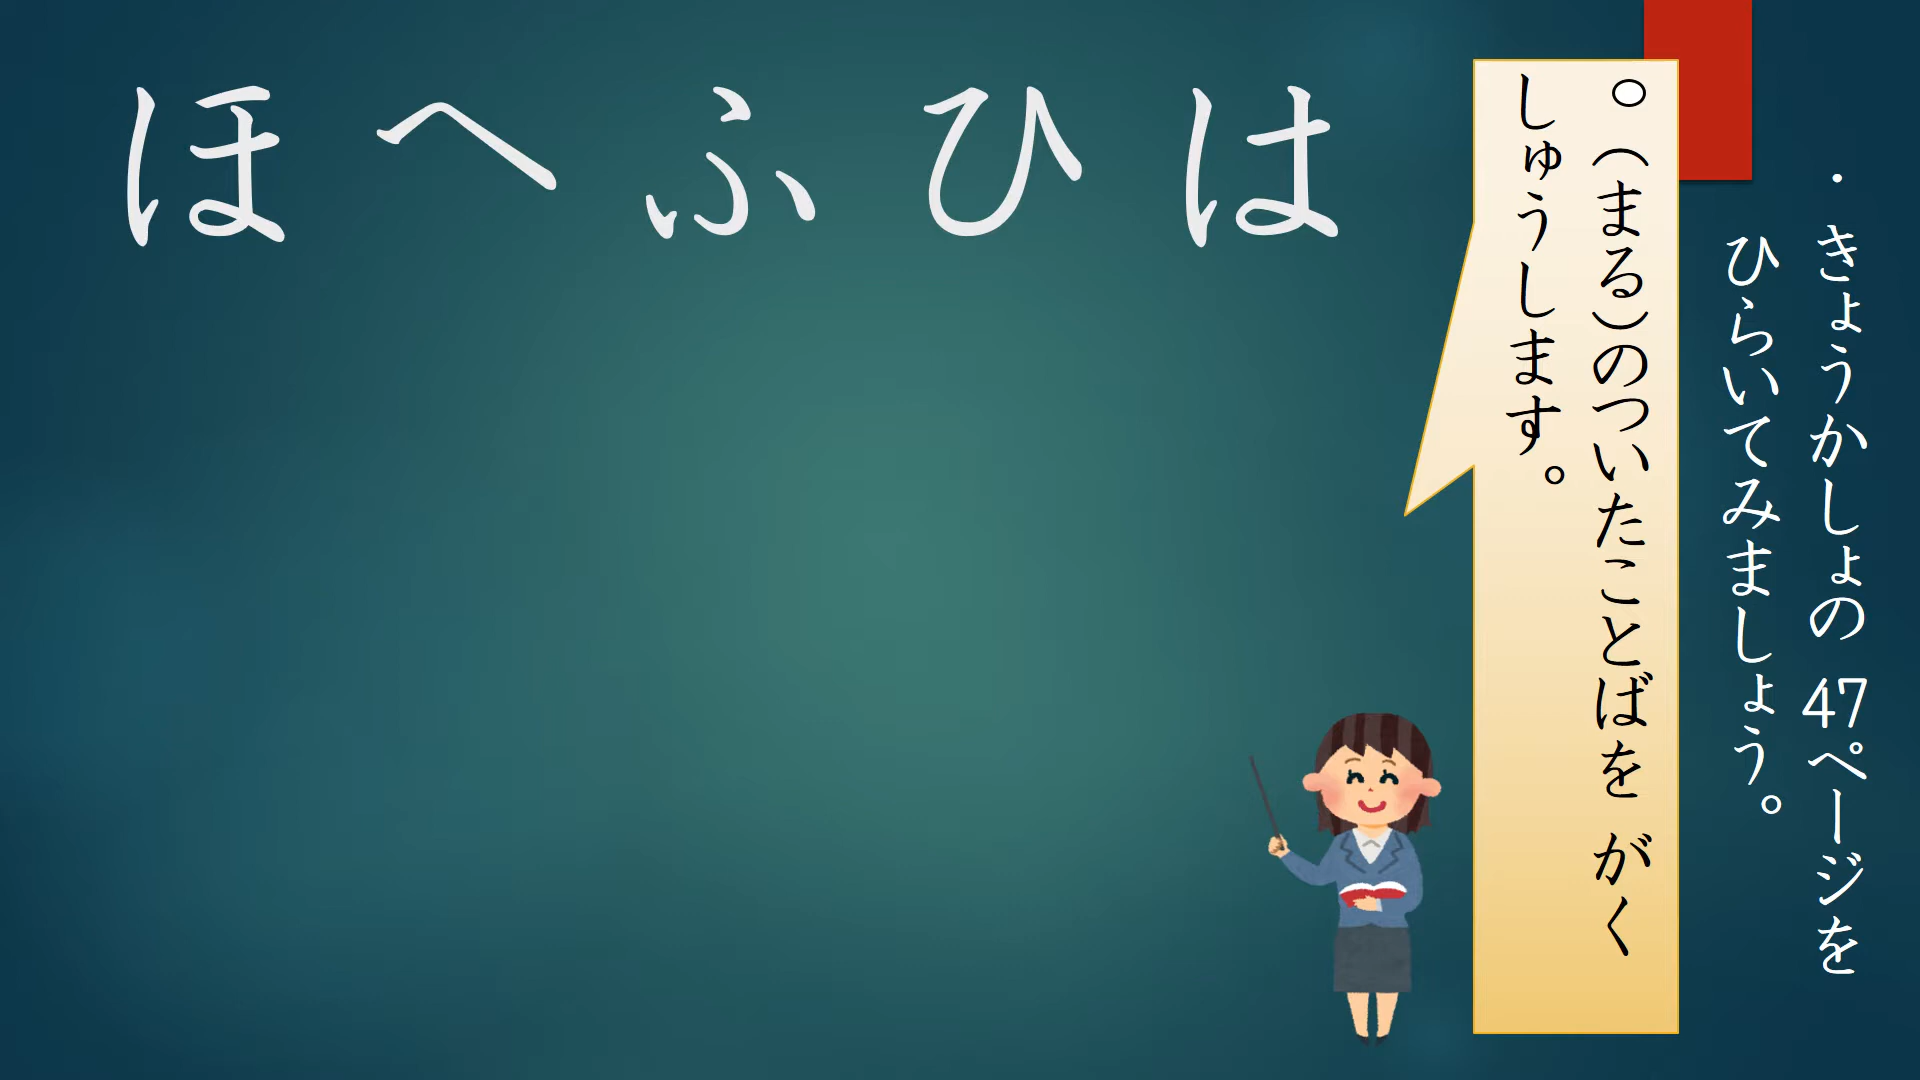 ・きょうかしょの 47ページを
ひらいてみましょう。
○（まる）のついたことばを がく
しゅうします。
は ひ ふ へ ほ